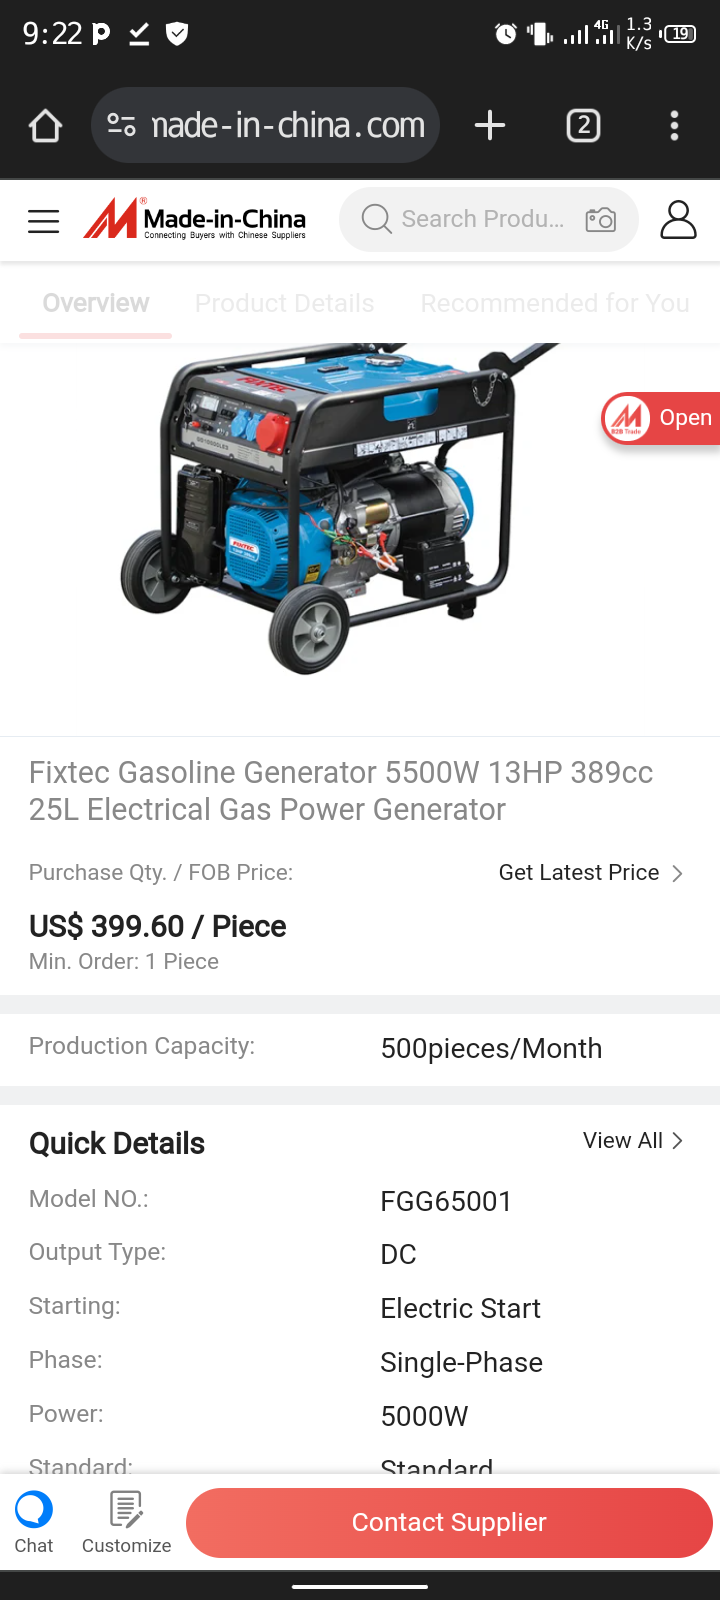 9:22
4G
1.3
K/s
19
made-in-china.com
2
Made-in-China
Connecting Buyers with Chinese Suppliers
Search Produ...
Overview
Product Details
Recommended for You
FIXTEC
B2B Trade
Open
FIXTEC
Fixtec Gasoline Generator 5500W 13HP 389cc
25L Electrical Gas Power Generator
Purchase Qty. / FOB Price:
Get Latest Price
US$ 399.60 / Piece
Min. Order: 1 Piece
Production Capacity:
500pieces/Month
Quick Details
View All
Model NO.:
FGG65001
Output Type:
DC
Starting:
Electric Start
Phase:
Single-Phase
Power:
5000W
Standard:
Standard
Chat
Customize
Contact Supplier